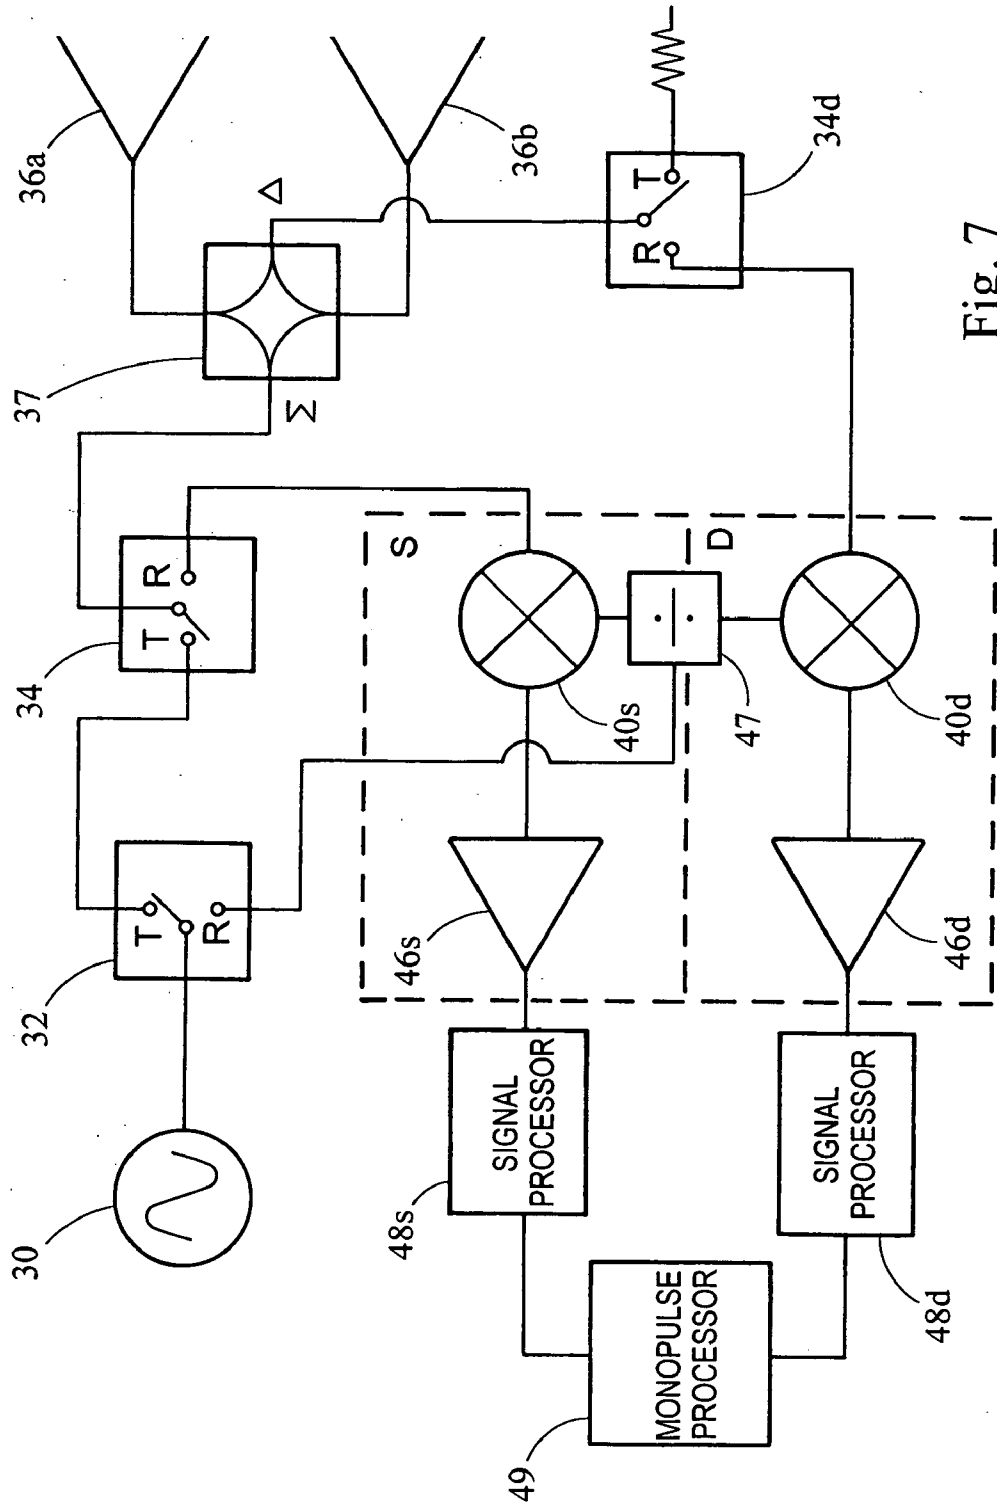 30
32
T
R
34
T
R
37
Σ
Δ
36a
36b
34d
R
T
S
D
40s
47
40d
46s
46d
48s
SIGNAL
PROCESSOR
SIGNAL
PROCESSOR
48d
49
MONOPULSE
PROCESSOR
Fig. 7